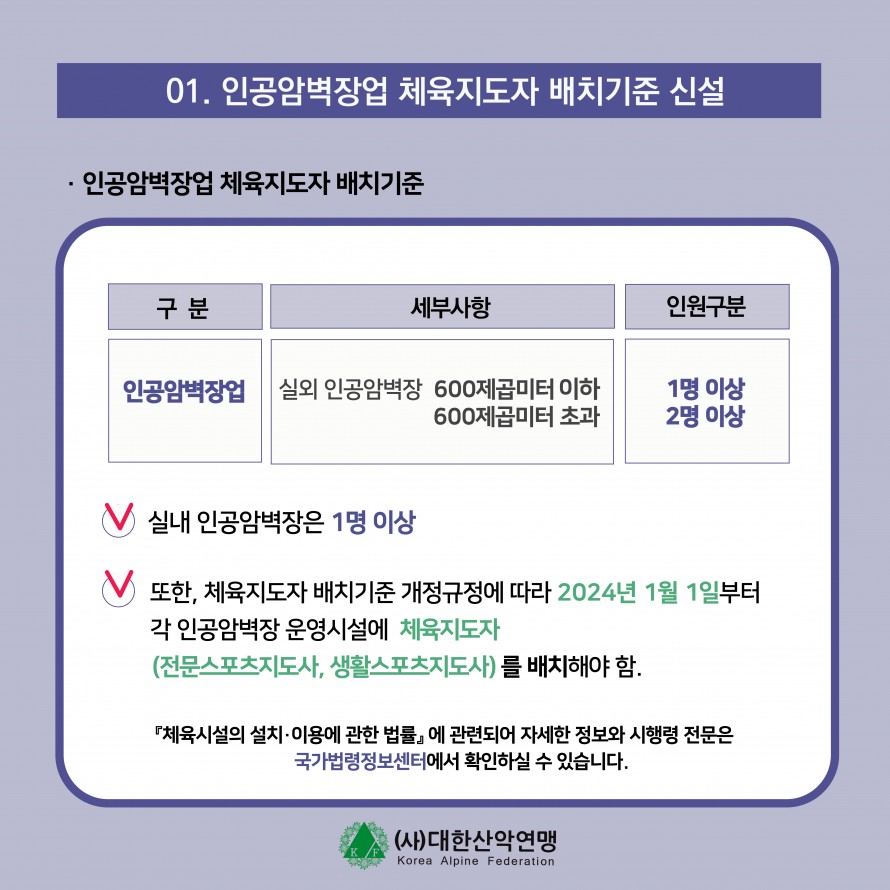 01. 인공암벽장업 체육지도자 배치기준 신설
· 인공암벽장업 체육지도자 배치기준
구 분 세부사항 인원구분
인공암벽장업 실외 인공암벽장 600제곱미터 이하 1명 이상
600제곱미터 초과 2명 이상
실내 인공암벽장은 1명 이상
또한, 체육지도자 배치기준 개정규정에 따라 2024년 1월 1일부터
각 인공암벽장 운영시설에 체육지도자
(전문스포츠지도사, 생활스포츠지도사)를 배치해야 함.
『체육시설의 설치·이용에 관한 법률』에 관련되어 자세한 정보와 시행령 전문은
국가법령정보센터에서 확인하실 수 있습니다.
K F
(사)대한산악연맹
Korea Alpine Federation